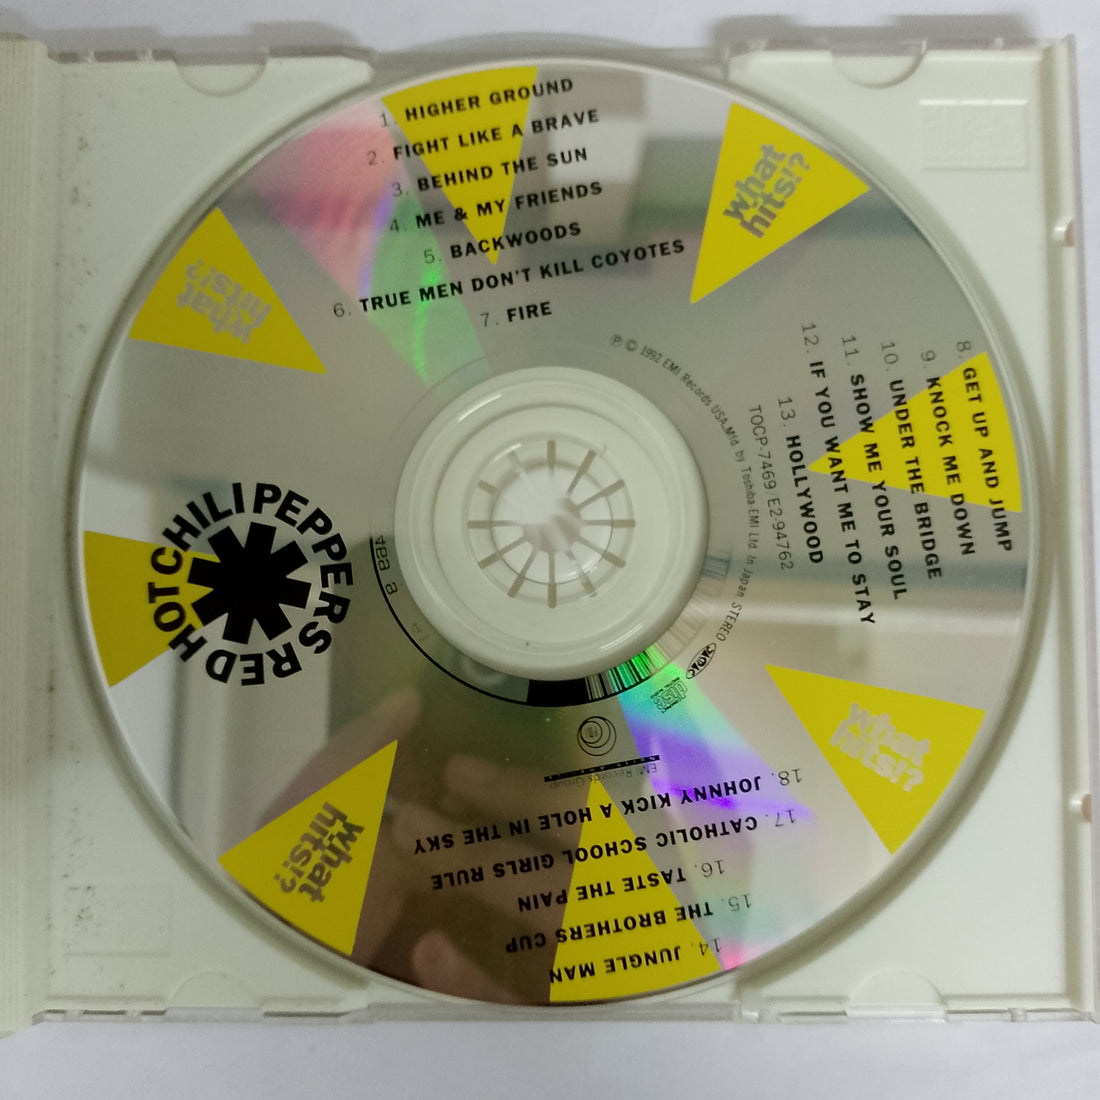 1. HIGHER GROUND
2. FIGHT LIKE A BRAVE
3. BEHIND THE SUN
4. ME & MY FRIENDS
5. BACKWOODS
6. TRUE MEN DON'T KILL COYOTES
7. FIRE
what
hits!?
8. GET UP AND JUMP
9. KNOCK ME DOWN
10. UNDER THE BRIDGE
11. SHOW ME YOUR SOUL
12. IF YOU WANT ME TO STAY
13. HOLLYWOOD
TOCP-7469/E2-94762
℗ © 1992 EMI Records USA. Mfd. by Toshiba-EMI Ltd. In Japan STEREO
disc
what
hits!?
14. JUNGLE MAN
15. THE BROTHERS CUP
16. TASTE THE PAIN
17. CATHOLIC SCHOOL GIRLS RULE
18. JOHNNY KICK A HOLE IN THE SKY
EMI Records Group
what
hits!?
RED HOT CHILI PEPPERS
what
hits!?